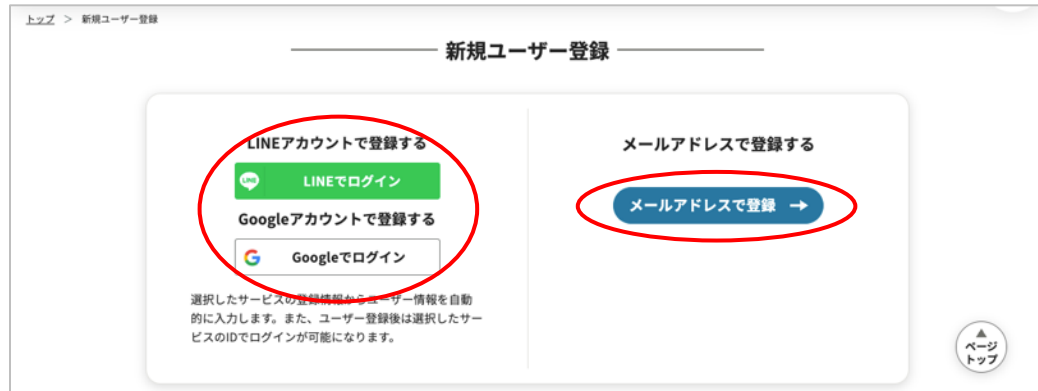 トップ > 新規ユーザー登録
新規ユーザー登録
LINEアカウントで登録する
LINE
LINEでログイン
Googleアカウントで登録する
G
Googleでログイン
選択したサービスの登録情報からユーザー情報を自動
的に入力します。また、ユーザー登録後は選択したサー
ビスのIDでログインが可能になります。
メールアドレスで登録する
メールアドレスで登録 →
ページ
トップ